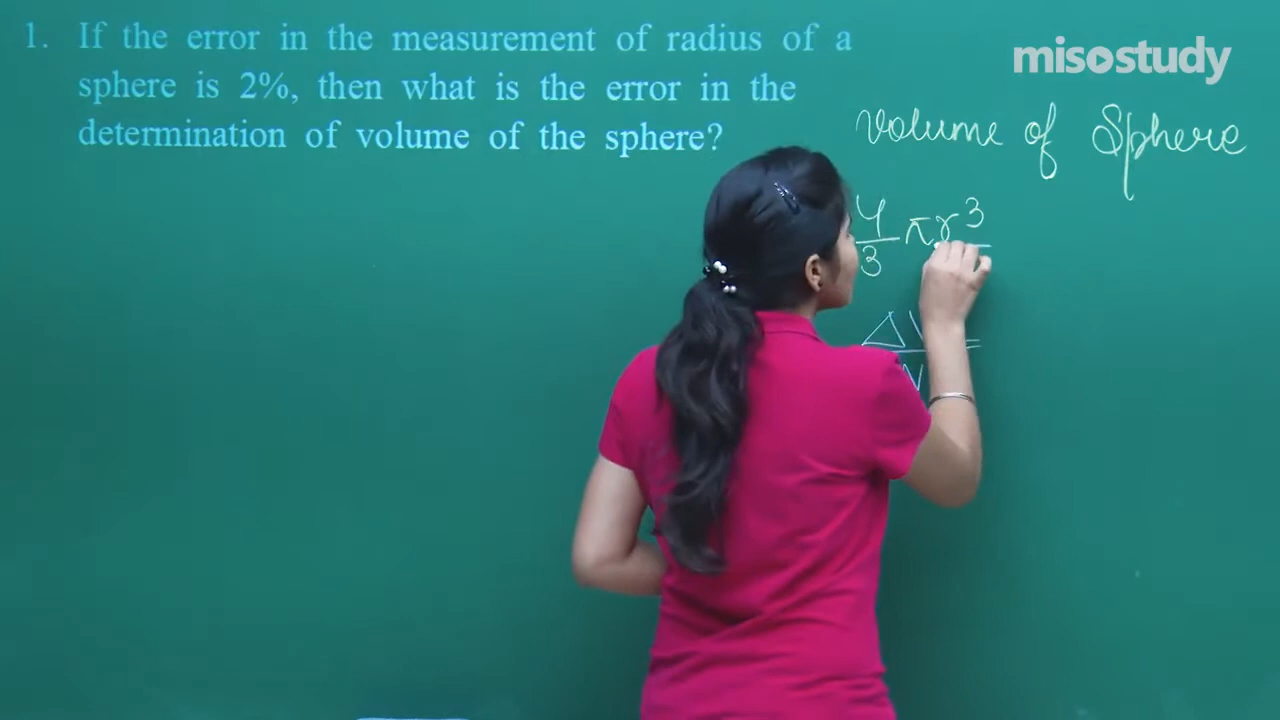 1. If the error in the measurement of radius of a
sphere is 2%, then what is the error in the
determination of volume of the sphere?
misostudy
Volume of Sphere
4/3 πr³
ΔV/V =